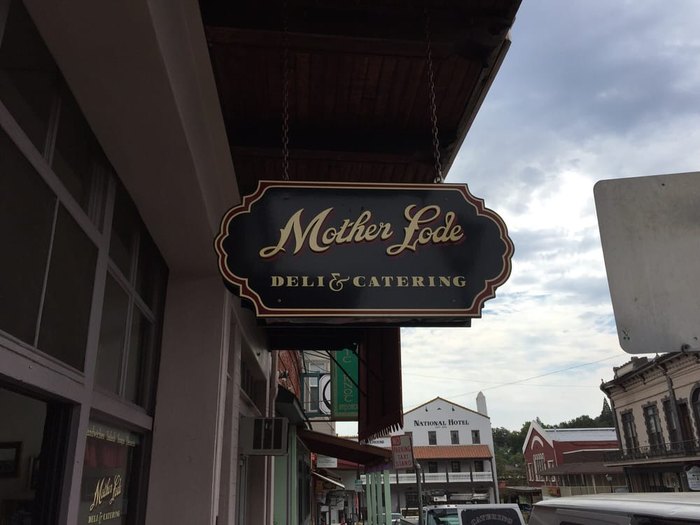 Mother Lode
DELI & CATERING
NATIONAL HOTEL
Mother Lode
DELI & CATERING